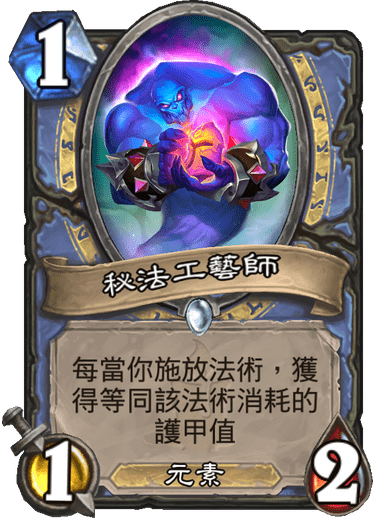 1
秘法工藝師
每當你施放法術，獲
得等同該法術消耗的
護甲值
元素
1
2